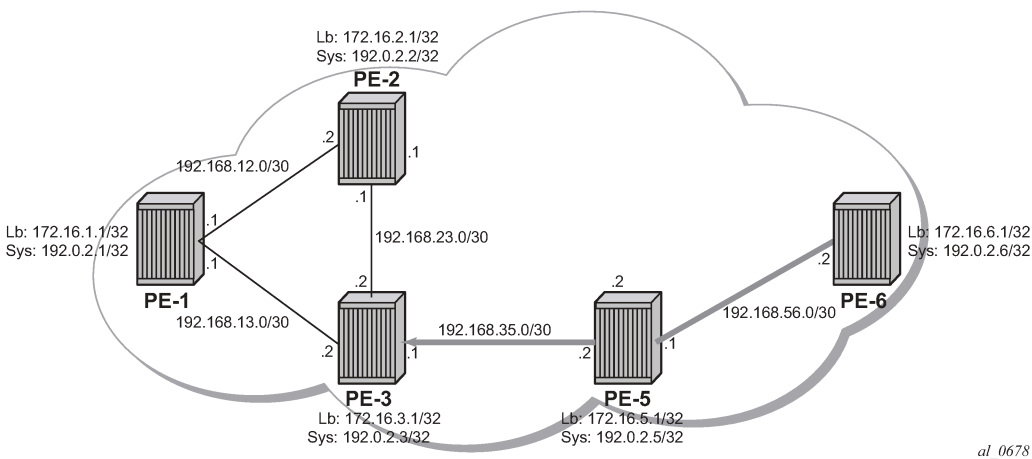 Lb: 172.16.2.1/32
Sys: 192.0.2.2/32
PE-2
.2
.1
192.168.12.0/30
.1
.1
Lb: 172.16.1.1/32
Sys: 192.0.2.1/32
.1
PE-1
192.168.23.0/30
Lb: 172.16.6.1/32
Sys: 192.0.2.6/32
.2
PE-6
.2
.2
192.168.13.0/30
192.168.35.0/30
192.168.56.0/30
.2
.1
.2
.1
PE-3
PE-5
Lb: 172.16.3.1/32
Sys: 192.0.2.3/32
Lb: 172.16.5.1/32
Sys: 192.0.2.5/32
al_0678